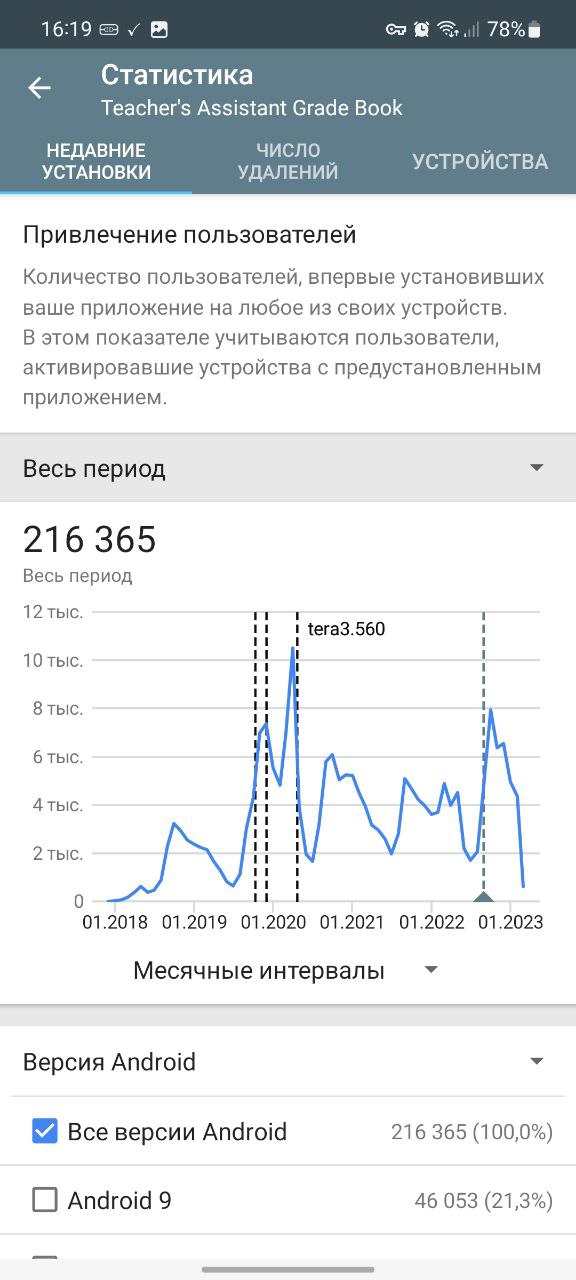 16:19 78%
Статистика
Teacher's Assistant Grade Book
НЕДАВНИЕ УСТАНОВКИ
ЧИСЛО УДАЛЕНИЙ
УСТРОЙСТВА
Привлечение пользователей
Количество пользователей, впервые установивших
ваше приложение на любое из своих устройств.
В этом показателе учитываются пользователи,
активировавшие устройства с предустановленным
приложением.
Весь период
216 365
Весь период
12 тыс.
tera3.560
10 тыс.
8 тыс.
6 тыс.
4 тыс.
2 тыс.
0
01.2018 01.2019 01.2020 01.2021 01.2022 01.2023
Месячные интервалы
Версия Android
Все версии Android 216 365 (100,0%)
Android 9 46 053 (21,3%)